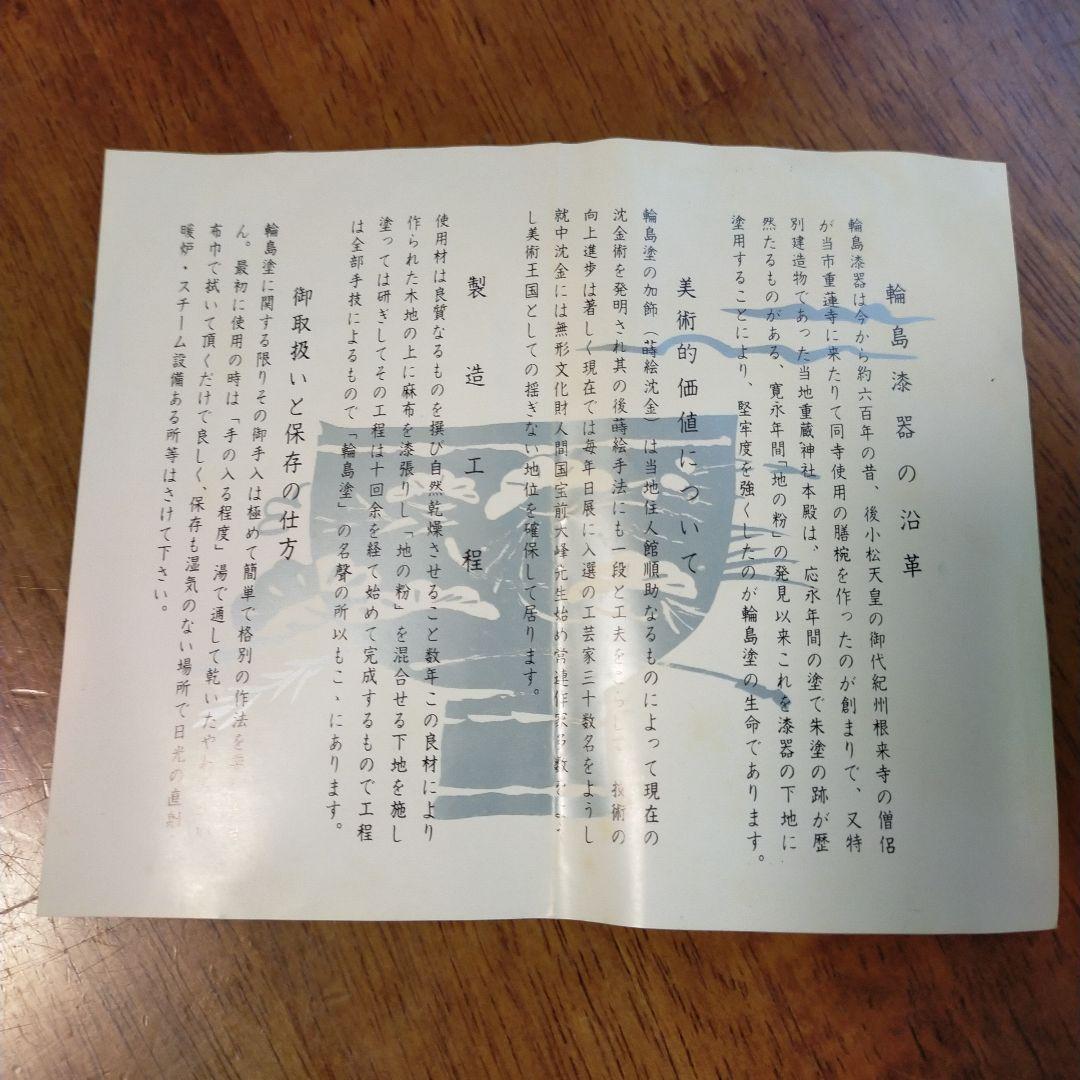 輪島漆器の沿革
輪島漆器は今から約六百年の昔、後小松天皇の御代紀州根来寺の僧侶
が当市重蓮寺に来たりて同寺使用の膳椀を作ったのが創まりで、又特
別建造物であった当地重蔵神社本殿は、応永年間の塗で朱塗の跡が歴
然たるものがある、寛永年間「地の粉」の発見以来これを漆器の下地に
塗用することにより、堅牢度を強くしたのが輪島塗の生命であります。
美術的価値について
輪島塗の加飾（蒔絵沈金）は当地住人館順助なるものによって現在の
沈金術を発明され其の後蒔絵手法にも一段と工夫を 技術の
向上進歩は著しく現在では毎年日展に入選の工芸家三十数名をようし
就中沈金には無形文化財人間国宝前大峰先生始め常連作家多数を
し美術王国としての揺ぎない地位を確保して居ります。
製造工程
使用材は良質なるものを撰び自然乾燥させること数年この良材により
作られた木地の上に麻布を漆張りし「地の粉」を混合せる下地を施し
塗っては研ぎしてその工程は十回余を経て始めて完成するもので工程
は全部手技によるもので「輪島塗」の名聲の所以もこゝにあります。
御取扱いと保存の仕方
輪島塗に関する限りその御手入は極めて簡単で格別の作法を
ん。最初に使用の時は「手の入る程度」湯で通して乾いたやわ
布巾で拭いて頂くだけで良しく、保存も湿気のない場所で日光の直射
暖炉・スチーム設備ある所等はさけて下さい。